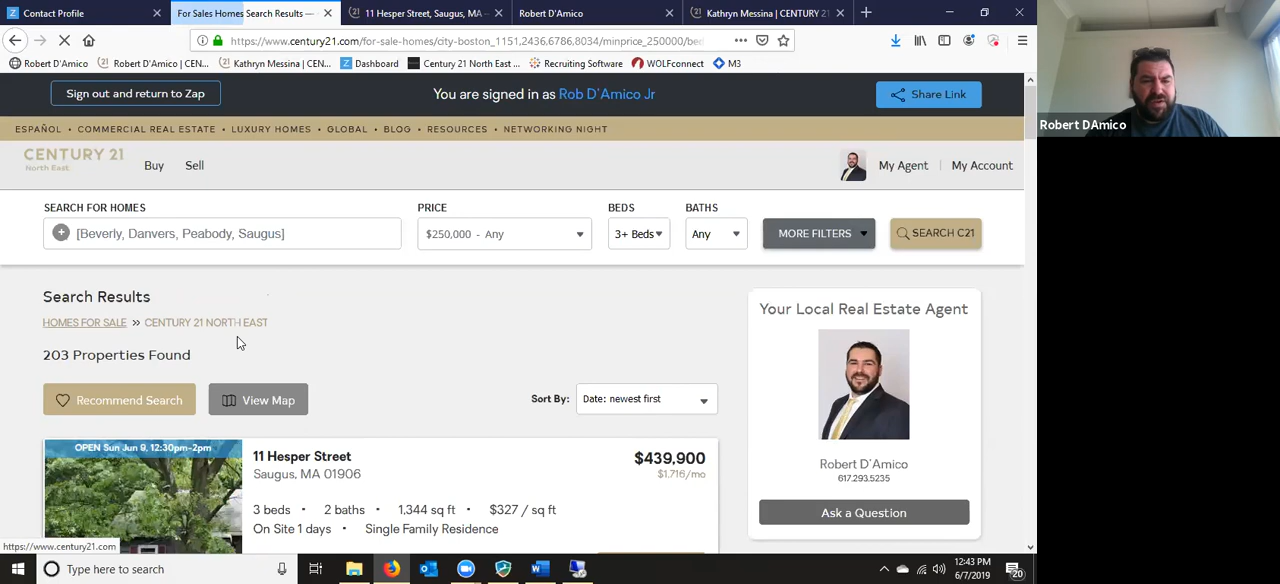 Contact Profile
For Sales Homes Search Results —
11 Hesper Street, Saugus, MA —
Robert D'Amico
Kathryn Messina | CENTURY 21
https://www.century21.com/for-sale-homes/city-boston_1151,2436,6786,8034/minprice_250000/bed
Robert D'Amico
Robert D'Amico | CEN...
Kathryn Messina | CEN...
Dashboard
Century 21 North East ...
Recruiting Software
WOLFconnect
M3
Sign out and return to Zap
You are signed in as Rob D'Amico Jr
Share Link
Robert DAmico
ESPAÑOL • COMMERCIAL REAL ESTATE • LUXURY HOMES • GLOBAL • BLOG • RESOURCES • NETWORKING NIGHT
CENTURY 21
North East
Buy
Sell
My Agent
My Account
SEARCH FOR HOMES
PRICE
BEDS
BATHS
[Beverly, Danvers, Peabody, Saugus]
$250,000 - Any
3+ Beds
Any
MORE FILTERS
SEARCH C21
Search Results
HOMES FOR SALE » CENTURY 21 NORTH EAST
203 Properties Found
Recommend Search
View Map
Sort By:
Date: newest first
OPEN Sun Jun 9, 12:30pm-2pm
11 Hesper Street
Saugus, MA 01906
$439,900
$1,716/mo
3 beds • 2 baths • 1,344 sq ft • $327 / sq ft
On Site 1 days • Single Family Residence
Your Local Real Estate Agent
Robert D'Amico
617.293.5235
Ask a Question
https://www.century21.com
Type here to search
12:43 PM
6/7/2019
20